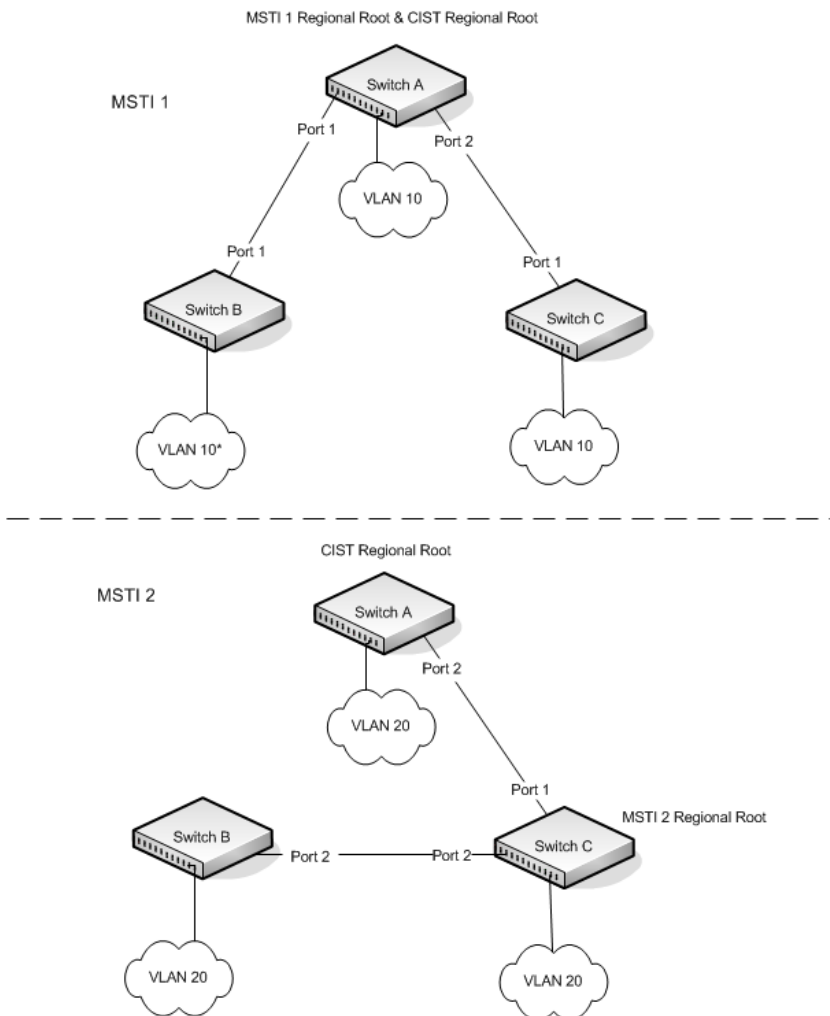 MSTI 1 Regional Root & CIST Regional Root
Switch A
MSTI 1
Port 1
Port 2
VLAN 10
Port 1
Port 1
Switch B
Switch C
VLAN 10*
VLAN 10
CIST Regional Root
MSTI 2
Switch A
Port 2
VLAN 20
Port 1
MSTI 2 Regional Root
Switch B
Port 2
Port 2
Switch C
VLAN 20
VLAN 20